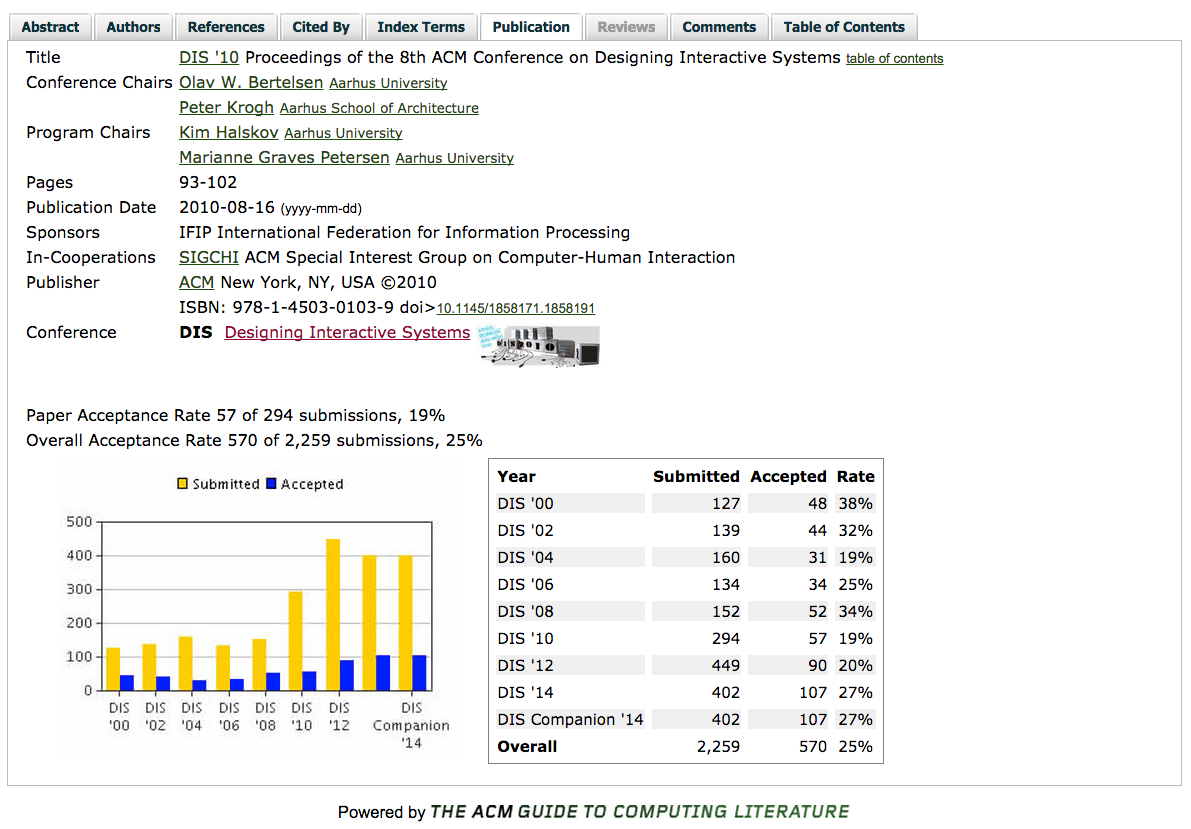 Abstract Authors References Cited By Index Terms Publication Reviews Comments Table of Contents
Title DIS '10 Proceedings of the 8th ACM Conference on Designing Interactive Systems table of contents
Conference Chairs Olav W. Bertelsen Aarhus University
Peter Krogh Aarhus School of Architecture
Program Chairs Kim Halskov Aarhus University
Marianne Graves Petersen Aarhus University
Pages 93-102
Publication Date 2010-08-16 (yyyy-mm-dd)
Sponsors IFIP International Federation for Information Processing
In-Cooperations SIGCHI ACM Special Interest Group on Computer-Human Interaction
Publisher ACM New York, NY, USA ©2010
ISBN: 978-1-4503-0103-9 doi>10.1145/1858171.1858191
Conference DIS Designing Interactive Systems
Paper Acceptance Rate 57 of 294 submissions, 19%
Overall Acceptance Rate 570 of 2,259 submissions, 25%
Submitted Accepted
500
400
300
200
100
0
DIS DIS DIS DIS DIS DIS DIS DIS
'00 '02 '04 '06 '08 '10 '12 Companion
'14
Year Submitted Accepted Rate
DIS '00 127 48 38%
DIS '02 139 44 32%
DIS '04 160 31 19%
DIS '06 134 34 25%
DIS '08 152 52 34%
DIS '10 294 57 19%
DIS '12 449 90 20%
DIS '14 402 107 27%
DIS Companion '14 402 107 27%
Overall 2,259 570 25%
Powered by THE ACM GUIDE TO COMPUTING LITERATURE